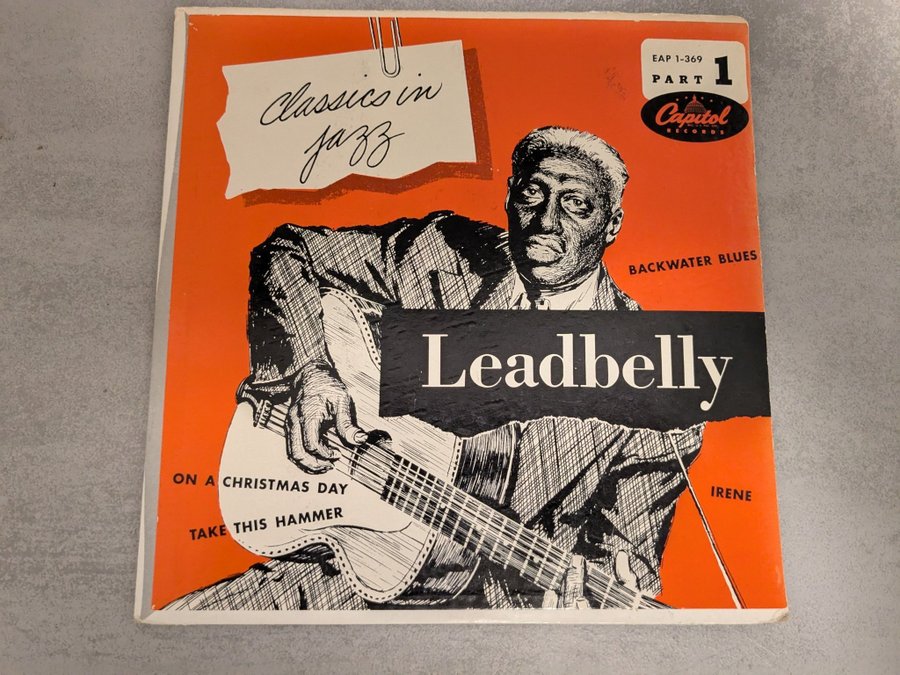 Classics in
jazz
EAP 1-369
PART 1
Capitol
RECORDS
BACKWATER BLUES
Leadbelly
ON A CHRISTMAS DAY
IRENE
TAKE THIS HAMMER